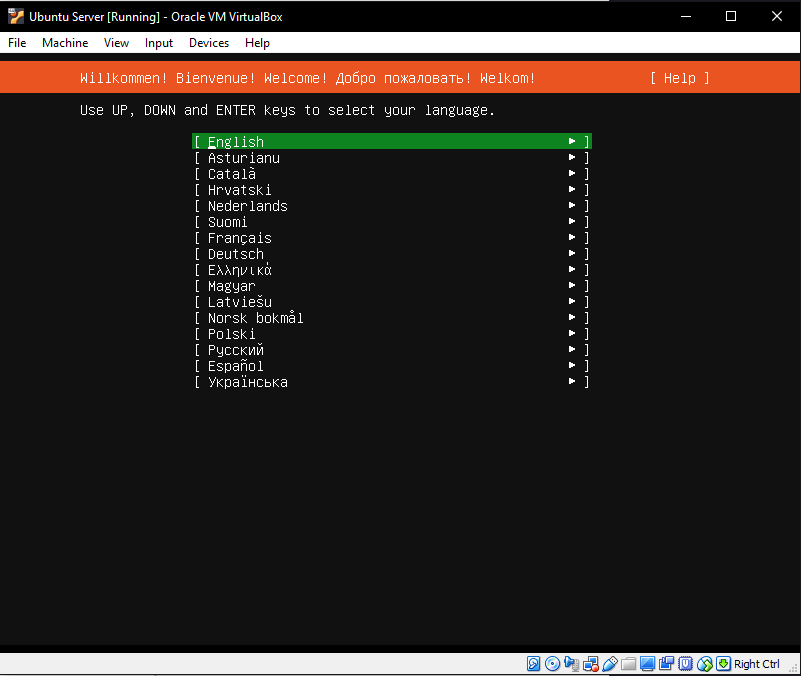 Ubuntu Server [Running] - Oracle VM VirtualBox
File Machine View Input Devices Help
Willkommen! Bienvenue! Welcome! Добро пожаловать! Welkom! [ Help ]
Use UP, DOWN and ENTER keys to select your language.
[ English ► ]
[ Asturianu ► ]
[ Català ► ]
[ Hrvatski ► ]
[ Nederlands ► ]
[ Suomi ► ]
[ Français ► ]
[ Deutsch ► ]
[ Ελληνικά ► ]
[ Magyar ► ]
[ Latviešu ► ]
[ Norsk bokmål ► ]
[ Polski ► ]
[ Русский ► ]
[ Español ► ]
[ Українська ► ]
Right Ctrl